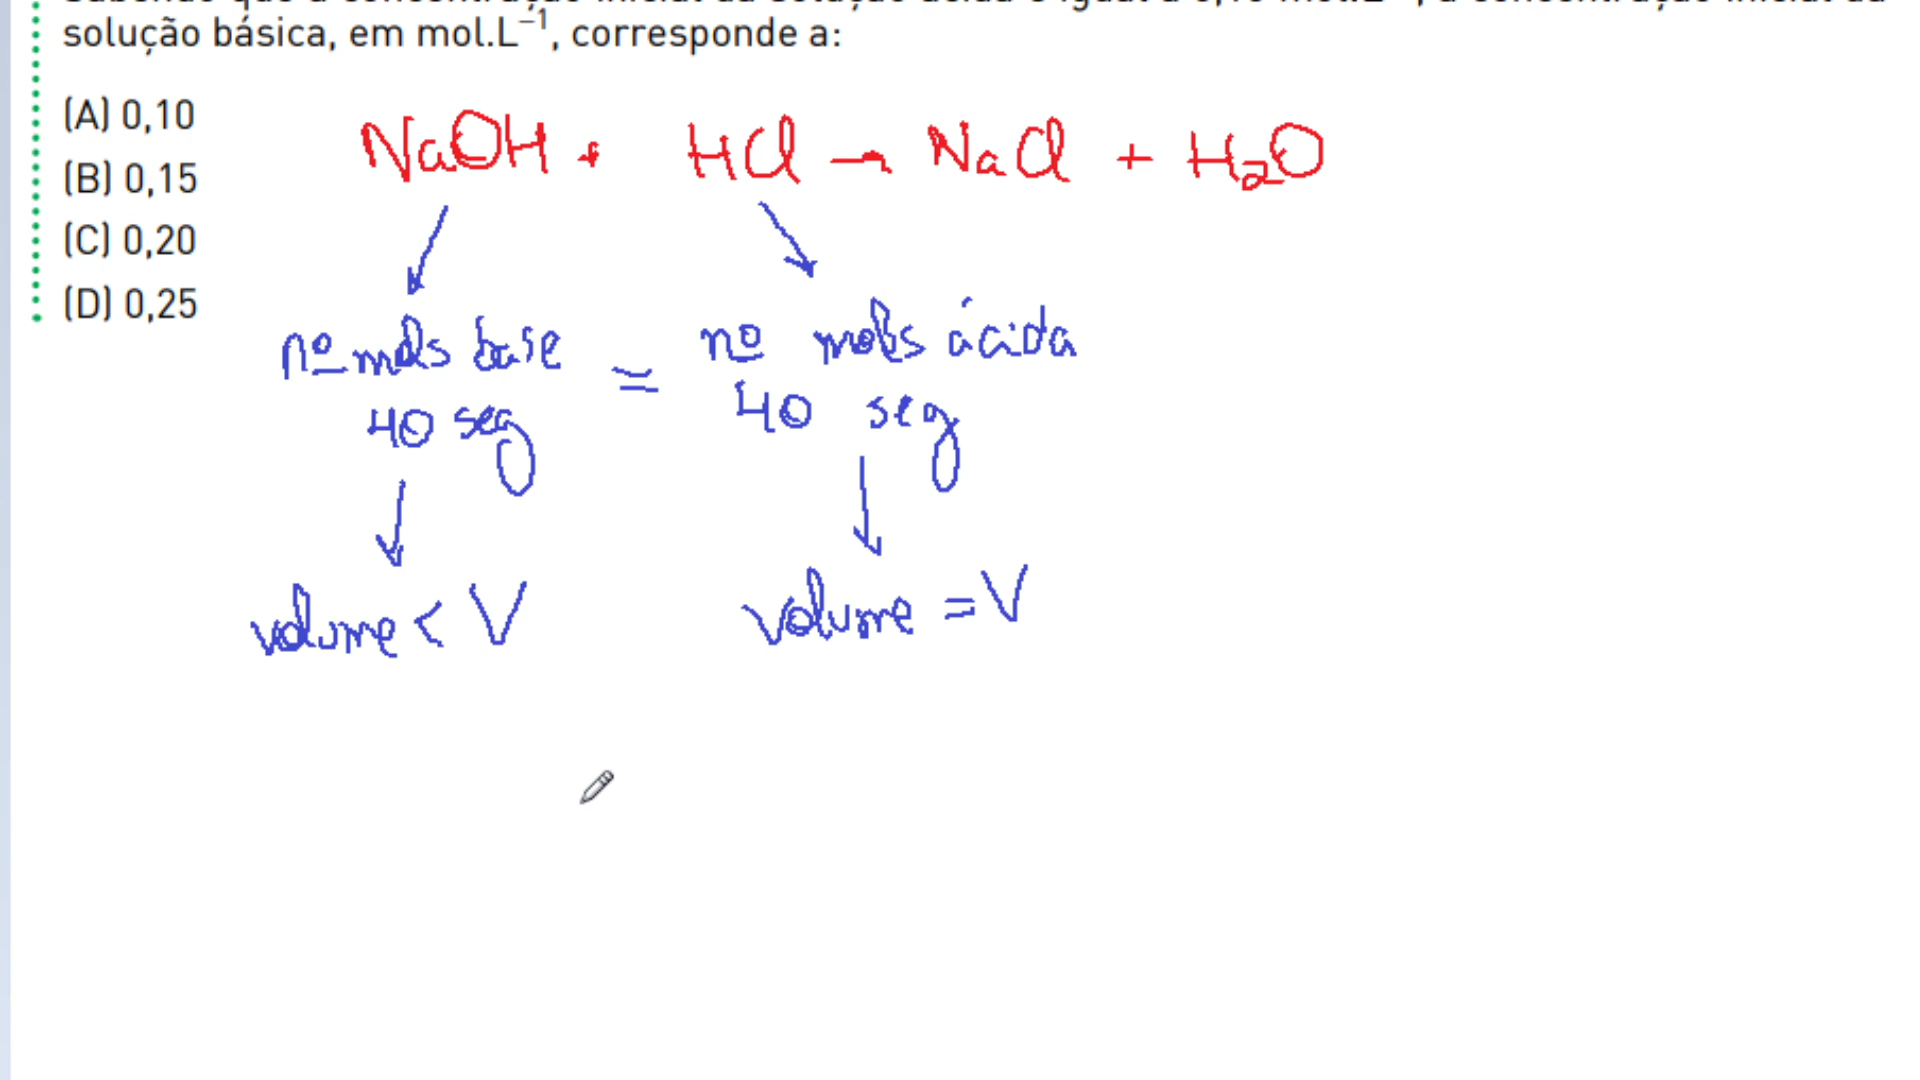 solução básica, em mol.L⁻¹, corresponde a:
(A) 0,10
(B) 0,15
(C) 0,20
(D) 0,25
NaOH + HCl → NaCl + H₂O
nº mols base = nº mols ácida
40 seg 40 seg
volume < V volume = V